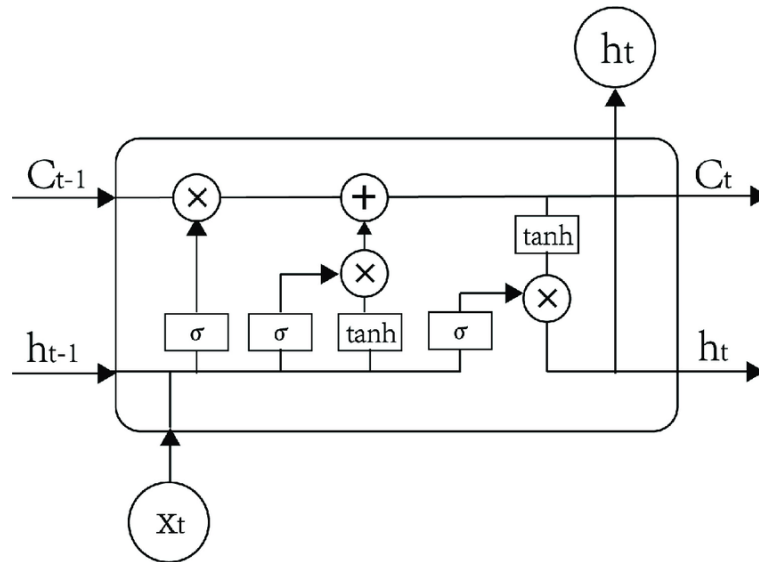 ht
Ct-1
×
+
Ct
tanh
×
×
σ
σ
tanh
σ
ht-1
ht
xt